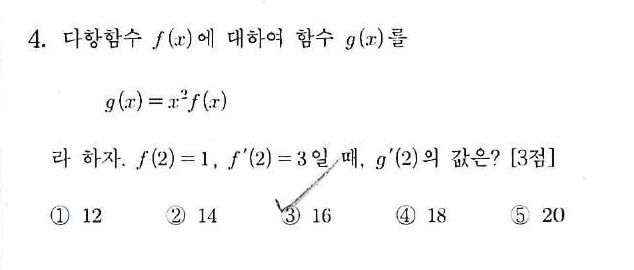 4. 다항함수 f(x)에 대하여 함수 g(x)를
g(x)=x²f(x)
라 하자. f(2)=1, f′(2)=3일 때, g′(2)의 값은? [3점]
① 12 ② 14 ③ 16 ④ 18 ⑤ 20